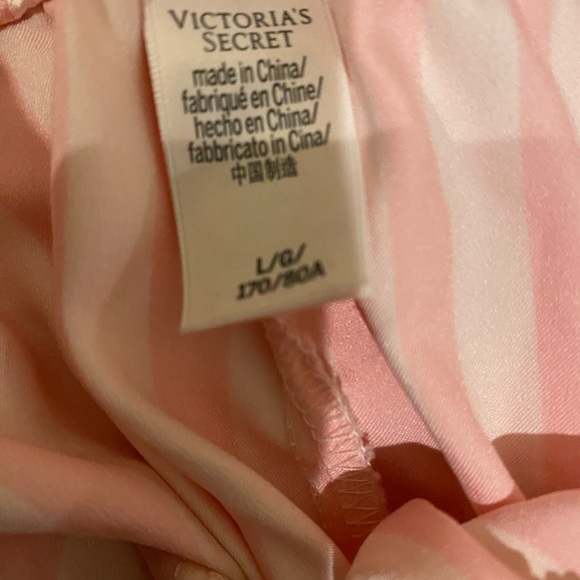 VICTORIA'S
SECRET
made in China/
fabriqué en Chine/
hecho en China/
fabbricato in Cina/
中国制造
L/G/
170/80A